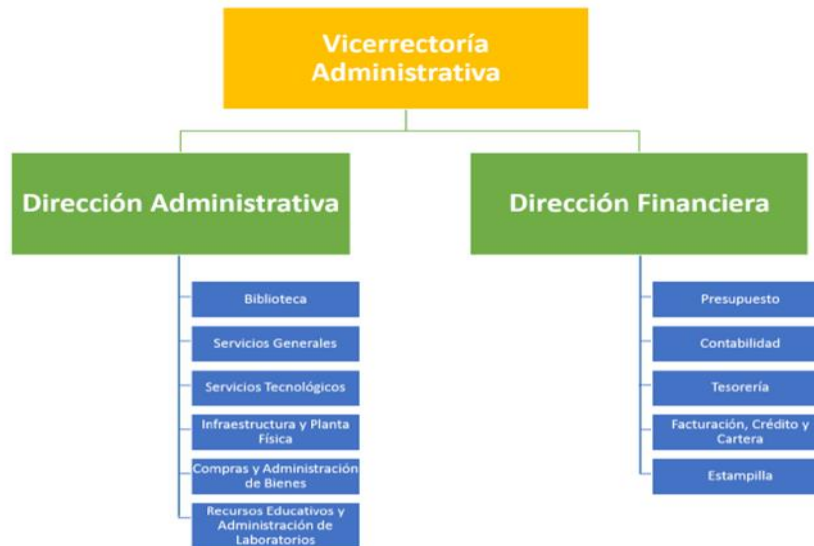 Vicerrectoría
Administrativa
Dirección Administrativa
Biblioteca
Servicios Generales
Servicios Tecnológicos
Infraestructura y Planta
Física
Compras y Administración
de Bienes
Recursos Educativos y
Administración de
Laboratorios
Dirección Financiera
Presupuesto
Contabilidad
Tesorería
Facturación, Crédito y
Cartera
Estampilla